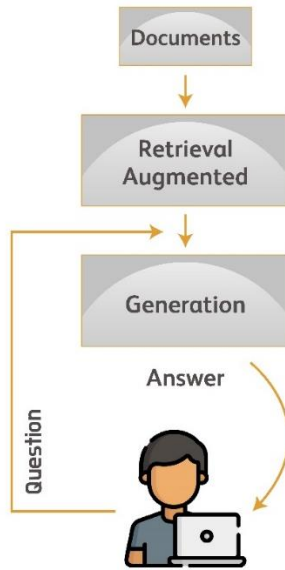 Documents
Retrieval
Augmented
Generation
Answer
Question